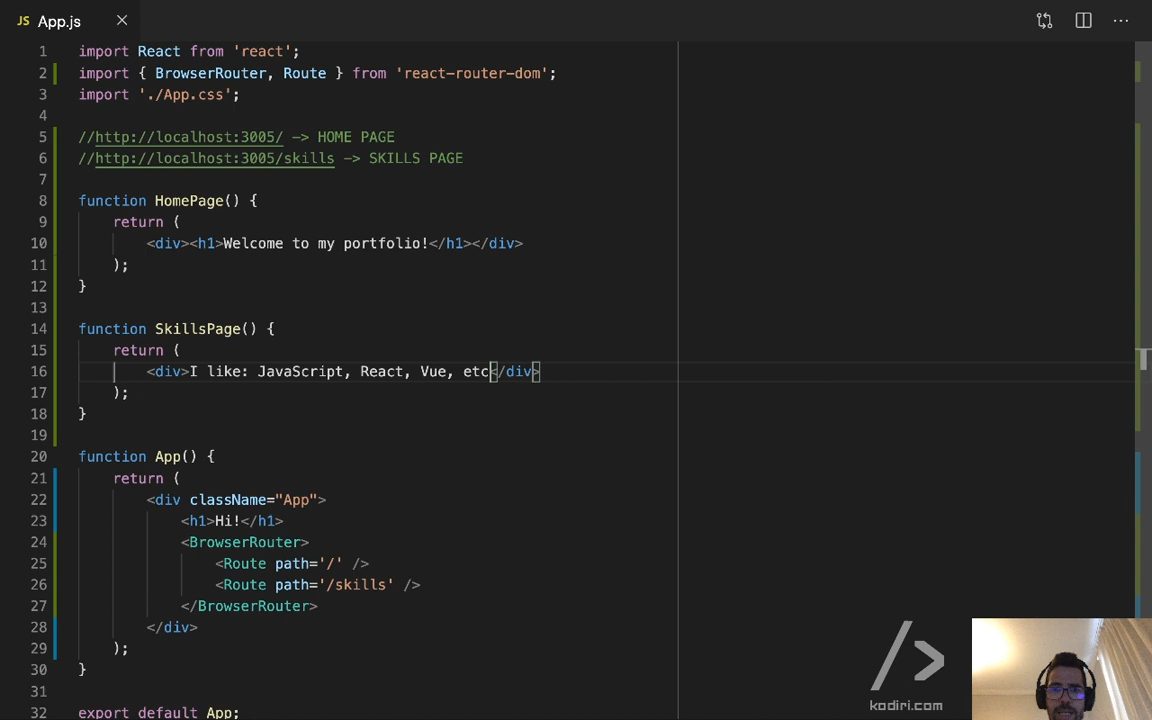 JS App.js
1 import React from 'react';
2 import { BrowserRouter, Route } from 'react-router-dom';
3 import './App.css';
4
5 //http://localhost:3005/ -> HOME PAGE
6 //http://localhost:3005/skills -> SKILLS PAGE
7
8 function HomePage() {
9 return (
10 <div><h1>Welcome to my portfolio!</h1></div>
11 );
12 }
13
14 function SkillsPage() {
15 return (
16 <div>I like: JavaScript, React, Vue, etc</div>
17 );
18 }
19
20 function App() {
21 return (
22 <div className="App">
23 <h1>Hi!</h1>
24 <BrowserRouter>
25 <Route path='/' />
26 <Route path='/skills' />
27 </BrowserRouter>
28 </div>
29 );
30 }
31
32 export default App;
kodiri.com